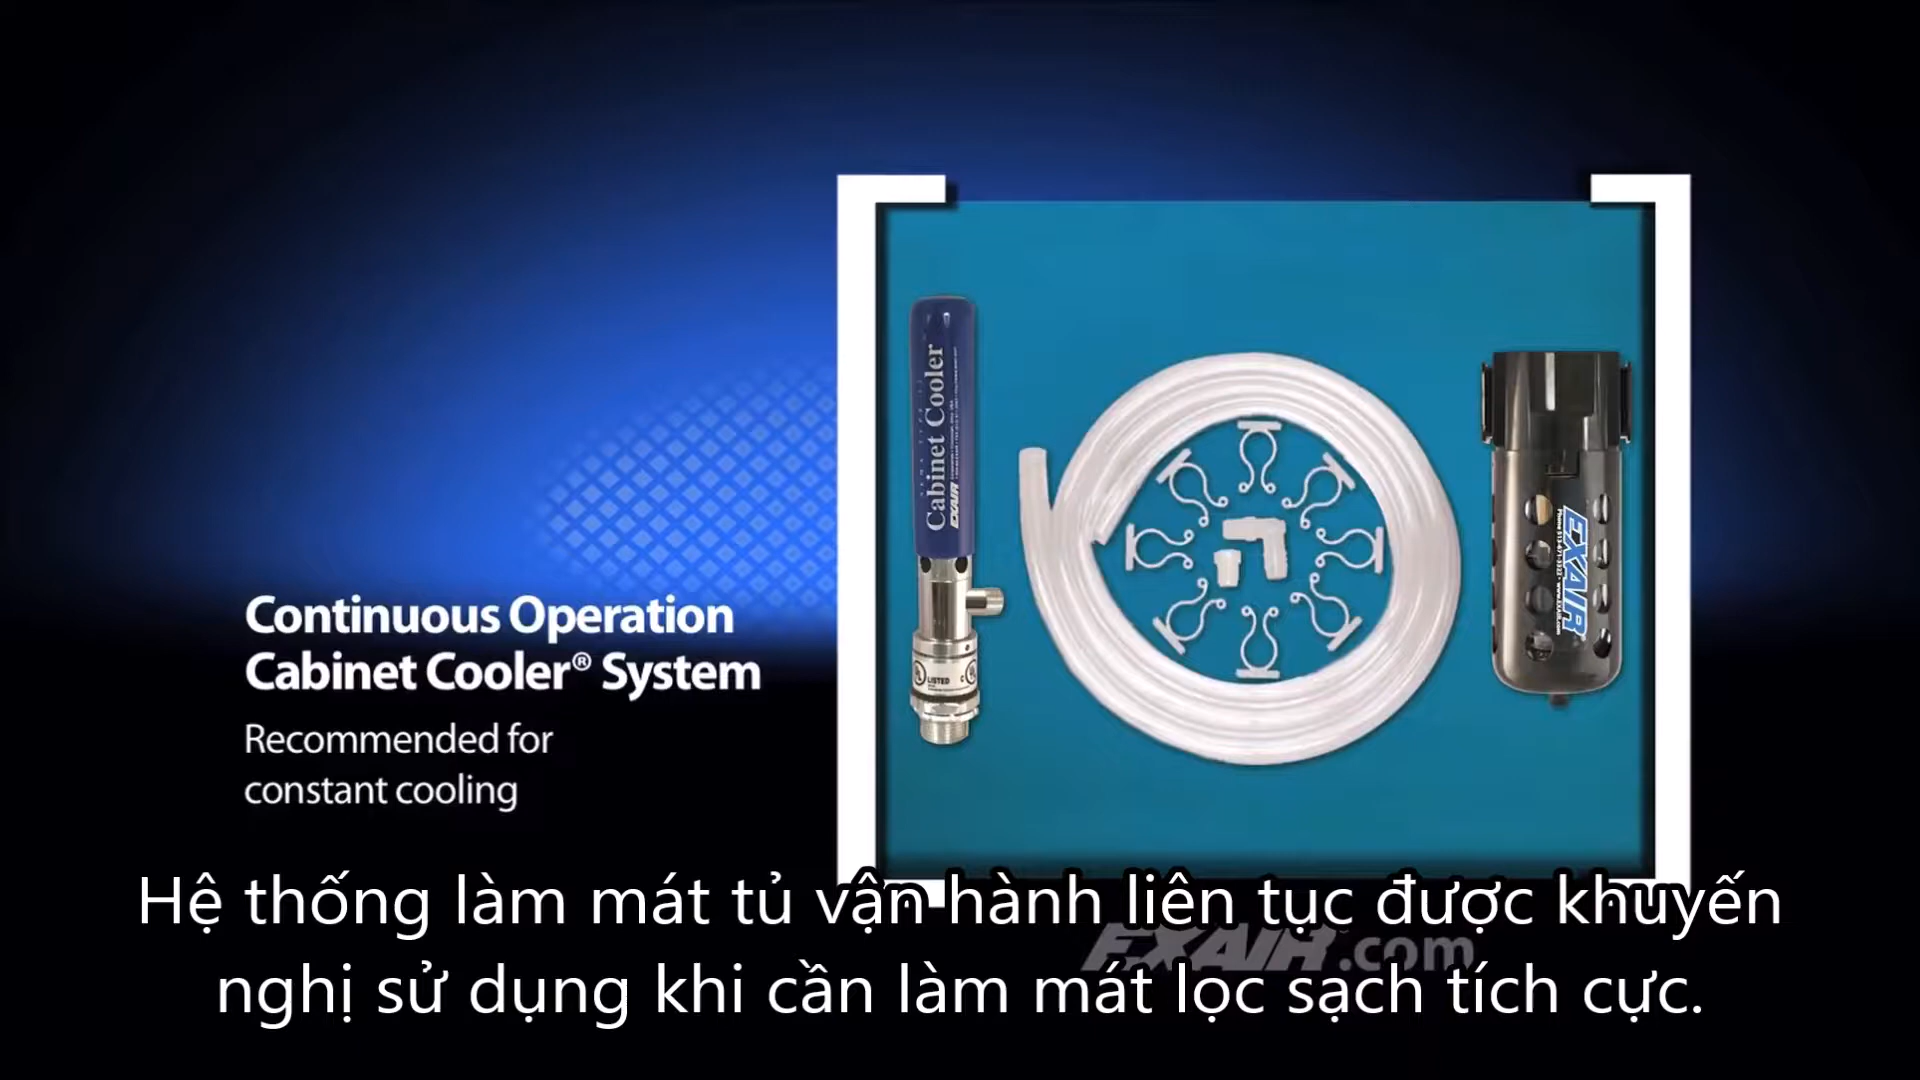 Cabinet Cooler
EXAIR
LISTED
EXAIR
Continuous Operation
Cabinet Cooler® System
Recommended for
constant cooling
EXAIR.com
Hệ thống làm mát tủ vận hành liên tục được khuyến
nghị sử dụng khi cần làm mát lọc sạch tích cực.